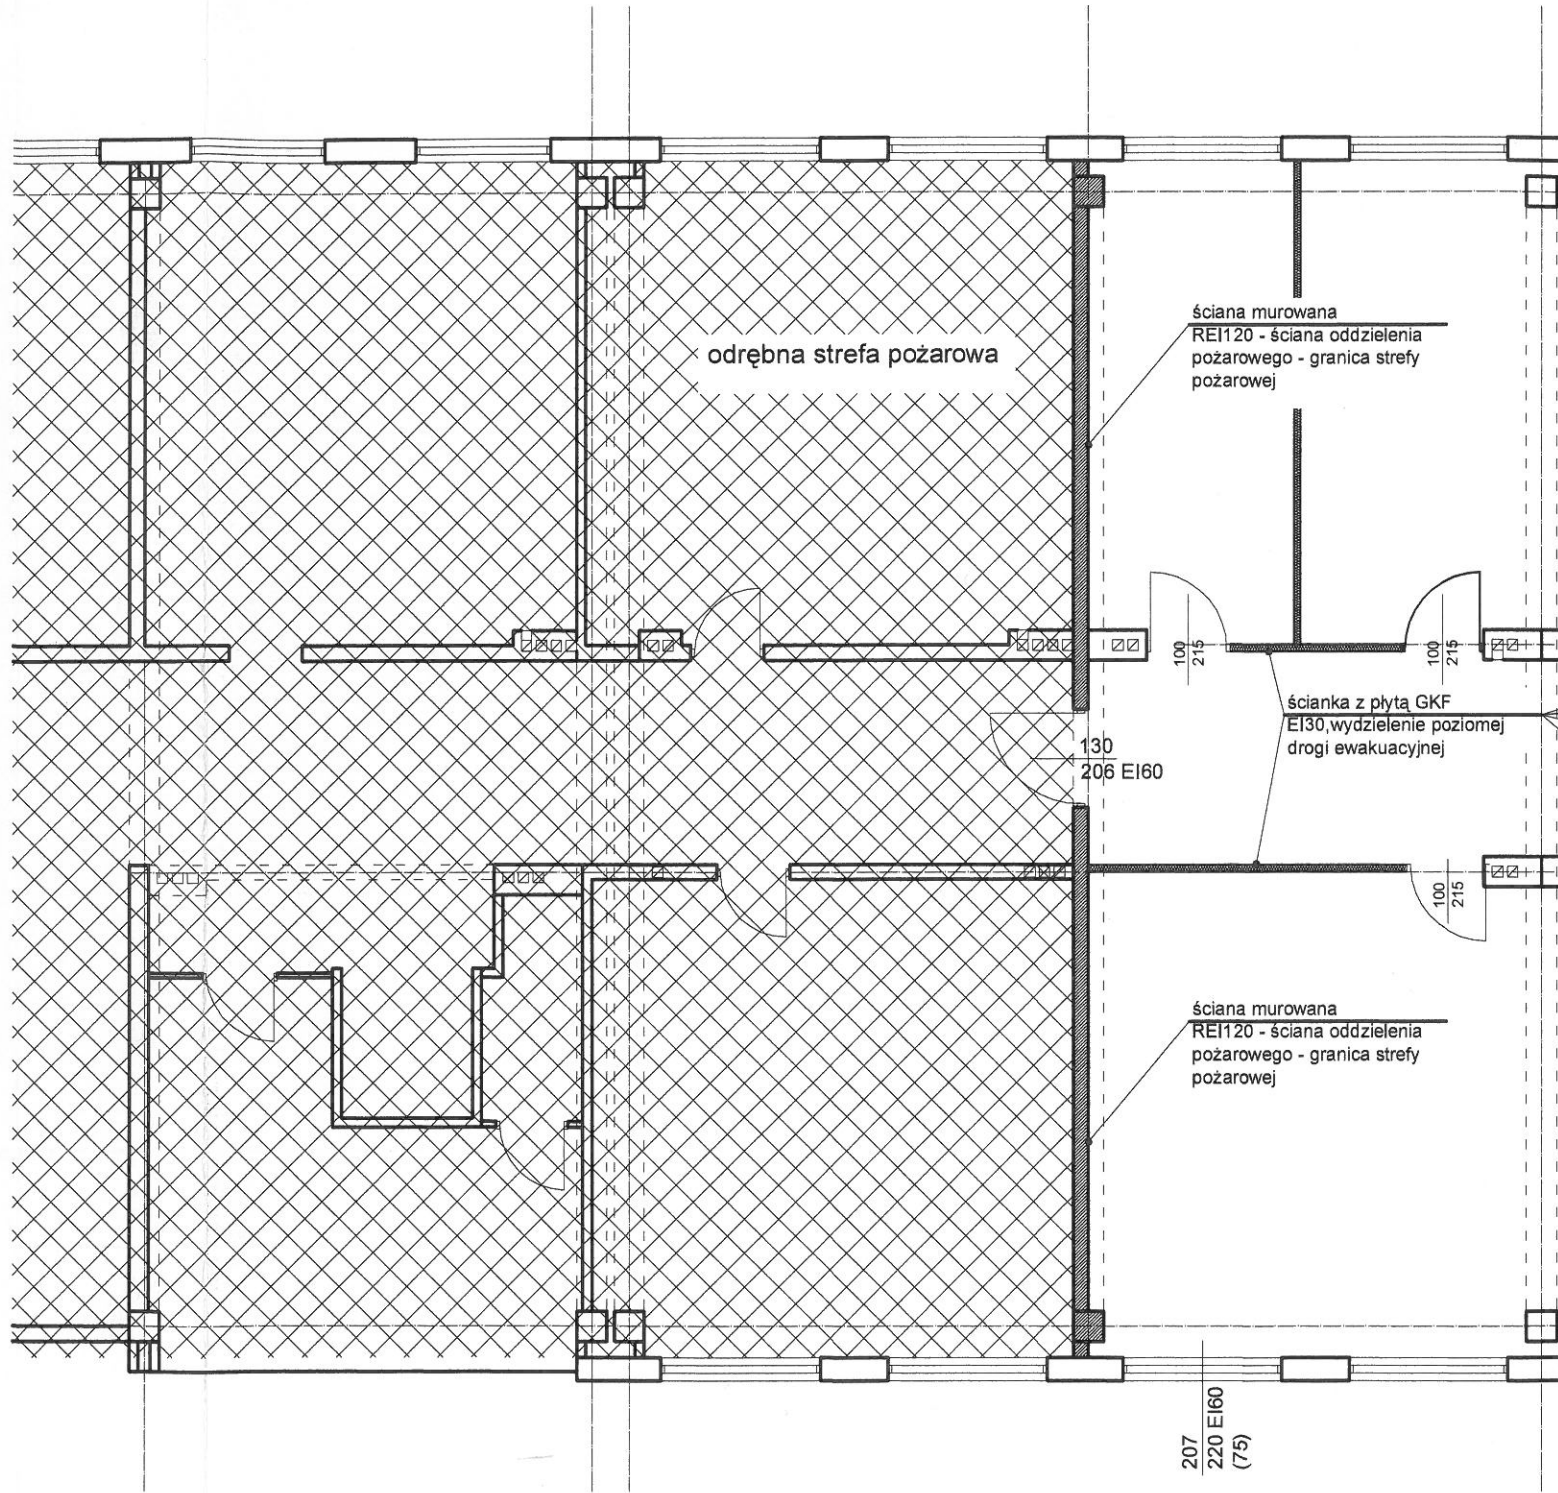 ściana murowana
REI120 - ściana oddzielenia
pożarowego - granica strefy
pożarowej
odrębna strefa pożarowa
100
215
100
215
ścianka z płytą GKF
EI30,wydzielenie poziomej
drogi ewakuacyjnej
130
206 EI60
100
215
ściana murowana
REI120 - ściana oddzielenia
pożarowego - granica strefy
pożarowej
207
220 EI60
(75)